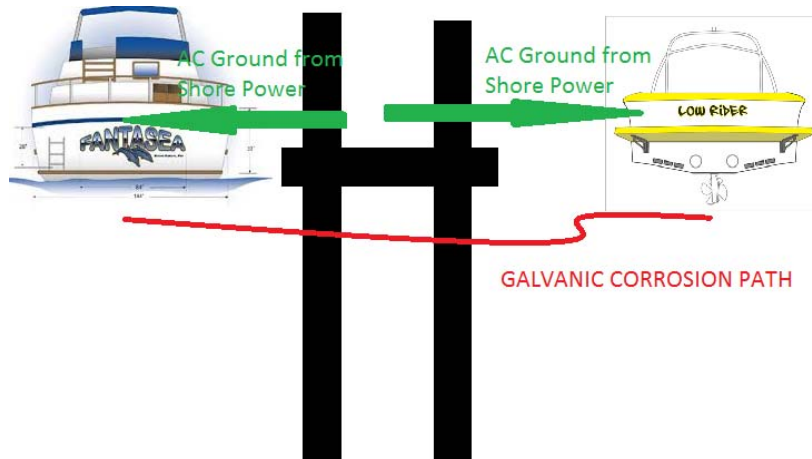 AC Ground from
Shore Power
AC Ground from
Shore Power
FANTASEA
LOW RIDER
GALVANIC CORROSION PATH